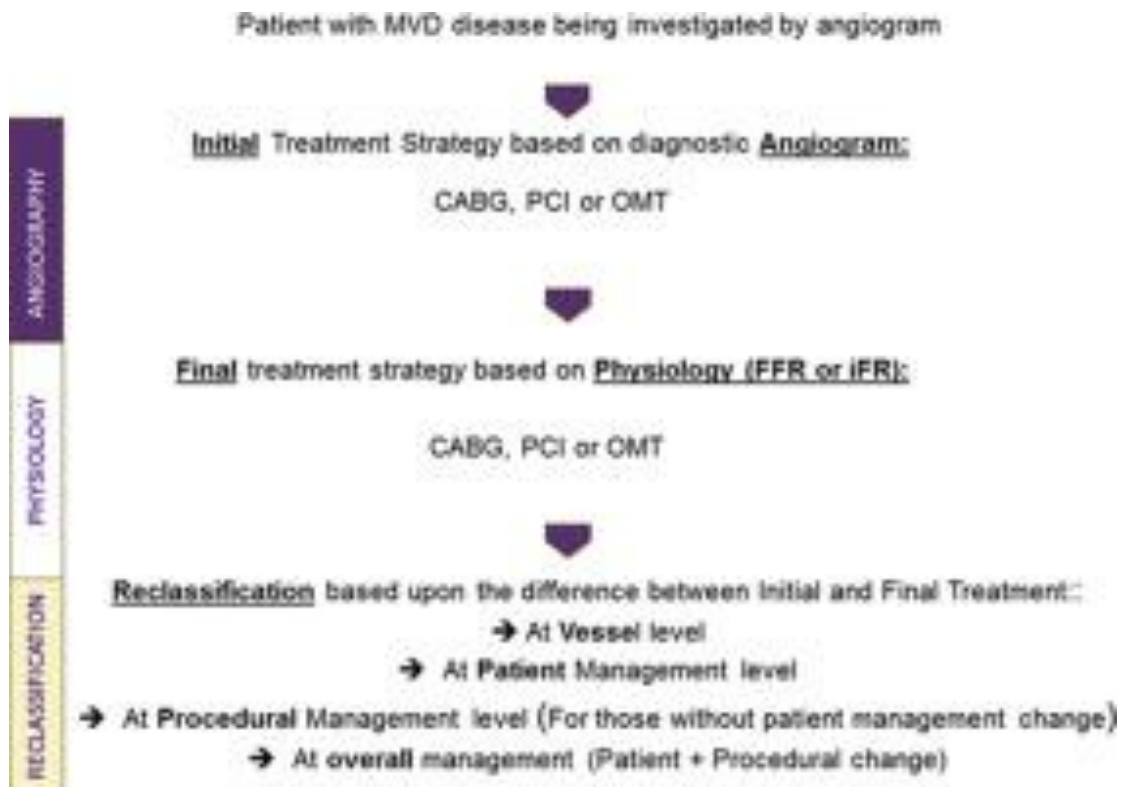 Patient with MVD disease being investigated by angiogram
ANGIOGRAPHY
Initial Treatment Strategy based on diagnostic Angiogram:
CABG, PCI or OMT
PHYSIOLOGY
Final treatment strategy based on Physiology (FFR or iFR):
CABG, PCI or OMT
RECLASSIFICATION
Reclassification based upon the difference between Initial and Final Treatment::
➔ At Vessel level
➔ At Patient Management level
➔ At Procedural Management level (For those without patient management change)
➔ At overall management (Patient + Procedural change)